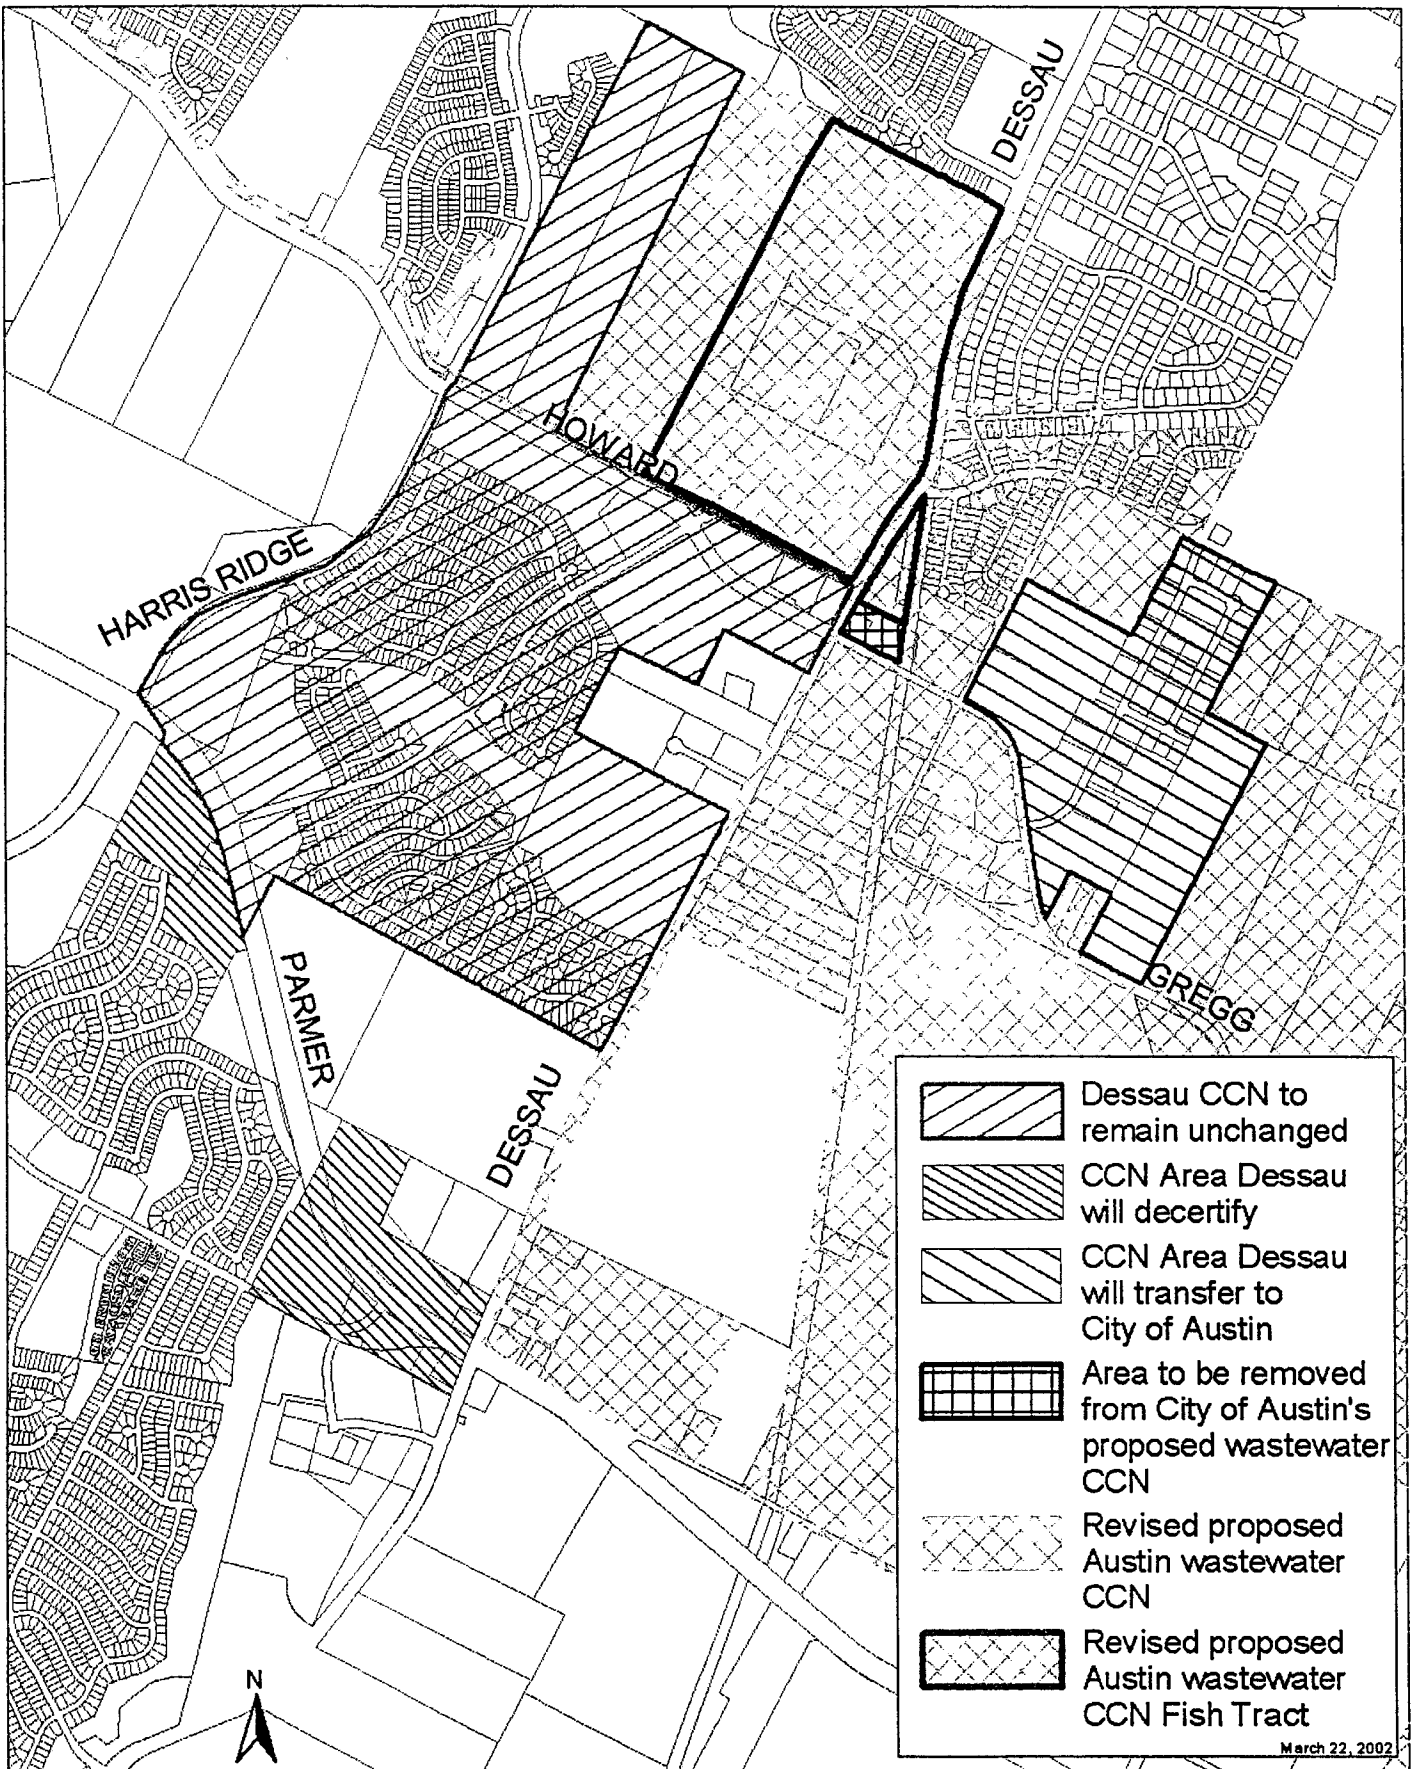 DESSAU
HOWARD
HARRIS RIDGE
PARMER
DESSAU
GREGG
Dessau CCN to
remain unchanged
CCN Area Dessau
will decertify
CCN Area Dessau
will transfer to
City of Austin
Area to be removed
from City of Austin's
proposed wastewater
CCN
Revised proposed
Austin wastewater
CCN
Revised proposed
Austin wastewater
CCN Fish Tract
March 22, 2002
N